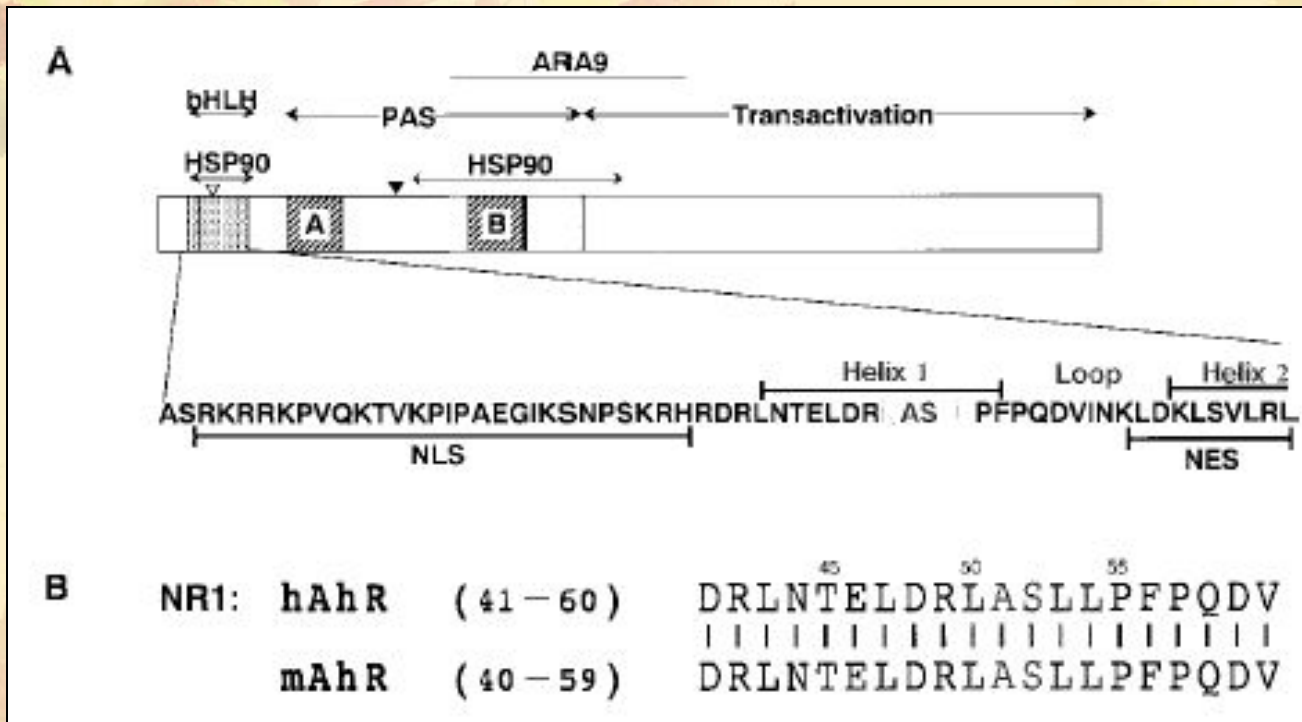 A
ARA9
bHLH
PAS
Transactivation
HSP90
HSP90
A
B
Helix 1
Loop
Helix 2
ASRKRRKPVQKTVKPIPAEGIKSNPSKRHRDRLNTELDR AS PFPQDVINKLDKLSVLRL
NLS
NES
45 50 55
B NR1: hAhR (41-60) DRLNTELDRLASLLPFPQDV
mAhR (40-59) DRLNTELDRLASLLPFPQDV